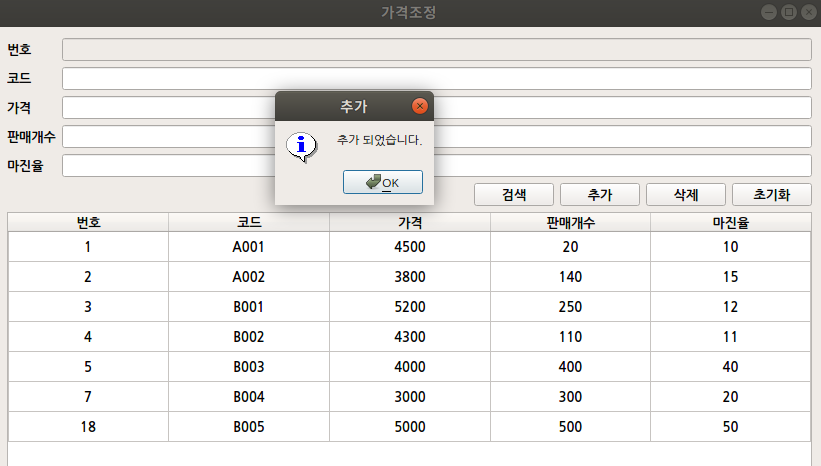 가격조정
번호
코드
가격
판매개수
마진율
추가
추가 되었습니다.
OK
검색 추가 삭제 초기화
번호 코드 가격 판매개수 마진율
1 A001 4500 20 10
2 A002 3800 140 15
3 B001 5200 250 12
4 B002 4300 110 11
5 B003 4000 400 40
7 B004 3000 300 20
18 B005 5000 500 50